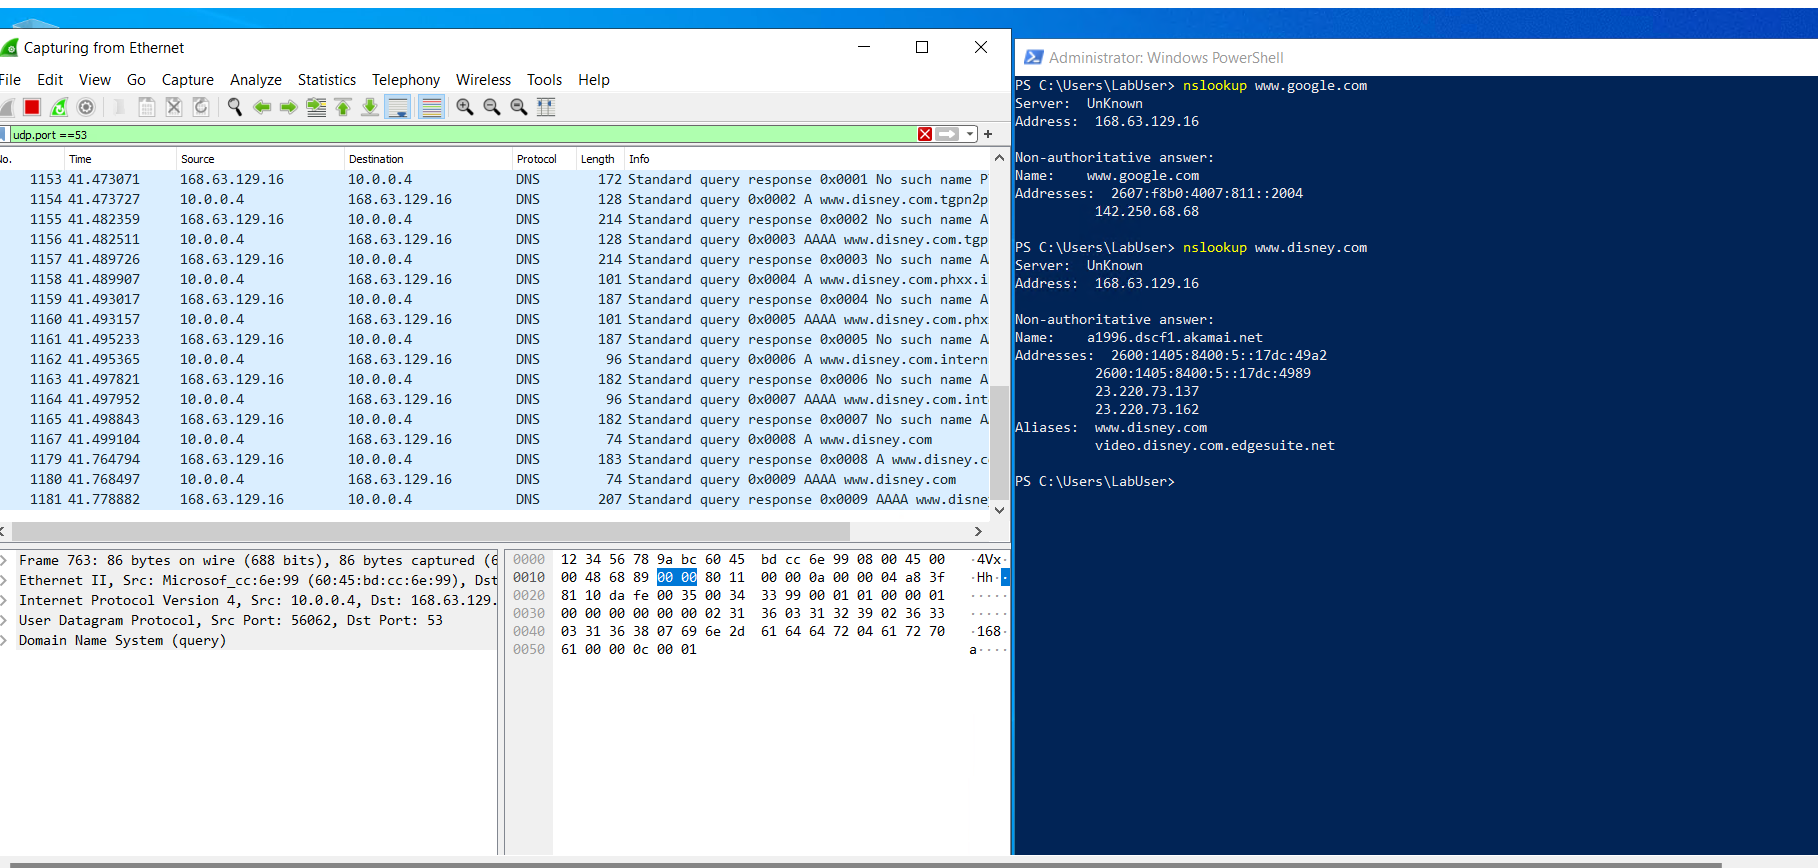 Capturing from Ethernet
File Edit View Go Capture Analyze Statistics Telephony Wireless Tools Help
udp.port ==53
No. Time Source Destination Protocol Length Info
1153 41.473071 168.63.129.16 10.0.0.4 DNS 172 Standard query response 0x0001 No such name P
1154 41.473727 10.0.0.4 168.63.129.16 DNS 128 Standard query 0x0002 A www.disney.com.tgpn2p
1155 41.482359 168.63.129.16 10.0.0.4 DNS 214 Standard query response 0x0002 No such name A
1156 41.482511 10.0.0.4 168.63.129.16 DNS 128 Standard query 0x0003 AAAA www.disney.com.tgp
1157 41.489726 168.63.129.16 10.0.0.4 DNS 214 Standard query response 0x0003 No such name A
1158 41.489907 10.0.0.4 168.63.129.16 DNS 101 Standard query 0x0004 A www.disney.com.phxx.i
1159 41.493017 168.63.129.16 10.0.0.4 DNS 187 Standard query response 0x0004 No such name A
1160 41.493157 10.0.0.4 168.63.129.16 DNS 101 Standard query 0x0005 AAAA www.disney.com.phx
1161 41.495233 168.63.129.16 10.0.0.4 DNS 187 Standard query response 0x0005 No such name A
1162 41.495365 10.0.0.4 168.63.129.16 DNS 96 Standard query 0x0006 A www.disney.com.intern
1163 41.497821 168.63.129.16 10.0.0.4 DNS 182 Standard query response 0x0006 No such name A
1164 41.497952 10.0.0.4 168.63.129.16 DNS 96 Standard query 0x0007 AAAA www.disney.com.int
1165 41.498843 168.63.129.16 10.0.0.4 DNS 182 Standard query response 0x0007 No such name A
1167 41.499104 10.0.0.4 168.63.129.16 DNS 74 Standard query 0x0008 A www.disney.com
1179 41.764794 168.63.129.16 10.0.0.4 DNS 183 Standard query response 0x0008 A www.disney.c
1180 41.768497 10.0.0.4 168.63.129.16 DNS 74 Standard query 0x0009 AAAA www.disney.com
1181 41.778882 168.63.129.16 10.0.0.4 DNS 207 Standard query response 0x0009 AAAA www.disne
Frame 763: 86 bytes on wire (688 bits), 86 bytes captured (6
Ethernet II, Src: Microsof_cc:6e:99 (60:45:bd:cc:6e:99), Dst
Internet Protocol Version 4, Src: 10.0.0.4, Dst: 168.63.129.
User Datagram Protocol, Src Port: 56062, Dst Port: 53
Domain Name System (query)
0000 12 34 56 78 9a bc 60 45 bd cc 6e 99 08 00 45 00 ·4Vx·
0010 00 48 68 89 00 00 80 11 00 00 0a 00 00 04 a8 3f ·Hh··
0020 81 10 da fe 00 35 00 34 33 99 00 01 01 00 00 01 ·····
0030 00 00 00 00 00 00 02 31 36 03 31 32 39 02 36 33 ·····
0040 03 31 36 38 07 69 6e 2d 61 64 64 72 04 61 72 70 ·168·
0050 61 00 00 0c 00 01 a····
Administrator: Windows PowerShell
PS C:\Users\LabUser> nslookup www.google.com
Server: UnKnown
Address: 168.63.129.16
Non-authoritative answer:
Name: www.google.com
Addresses: 2607:f8b0:4007:811::2004
142.250.68.68
PS C:\Users\LabUser> nslookup www.disney.com
Server: UnKnown
Address: 168.63.129.16
Non-authoritative answer:
Name: a1996.dscf1.akamai.net
Addresses: 2600:1405:8400:5::17dc:49a2
2600:1405:8400:5::17dc:4989
23.220.73.137
23.220.73.162
Aliases: www.disney.com
video.disney.com.edgesuite.net
PS C:\Users\LabUser>